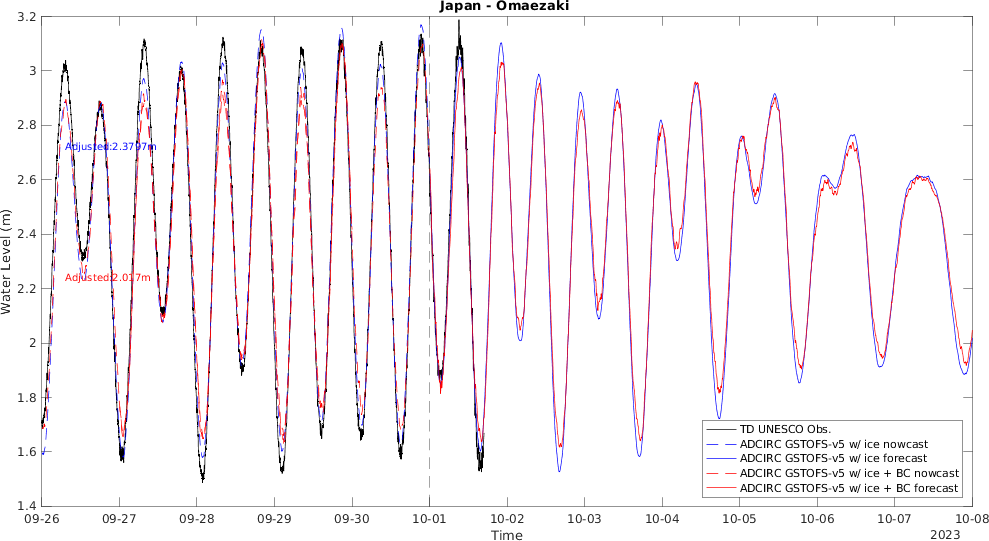 Japan - Omaezaki
Water Level (m)
3.2
3
2.8
2.6
2.4
2.2
2
1.8
1.6
1.4
Adjusted:2.3797m
Adjusted:2.017m
TD UNESCO Obs.
ADCIRC GSTOFS-v5 w/ ice nowcast
ADCIRC GSTOFS-v5 w/ ice forecast
ADCIRC GSTOFS-v5 w/ ice + BC nowcast
ADCIRC GSTOFS-v5 w/ ice + BC forecast
09-26 09-27 09-28 09-29 09-30 10-01 10-02 10-03 10-04 10-05 10-06 10-07 10-08
Time
2023